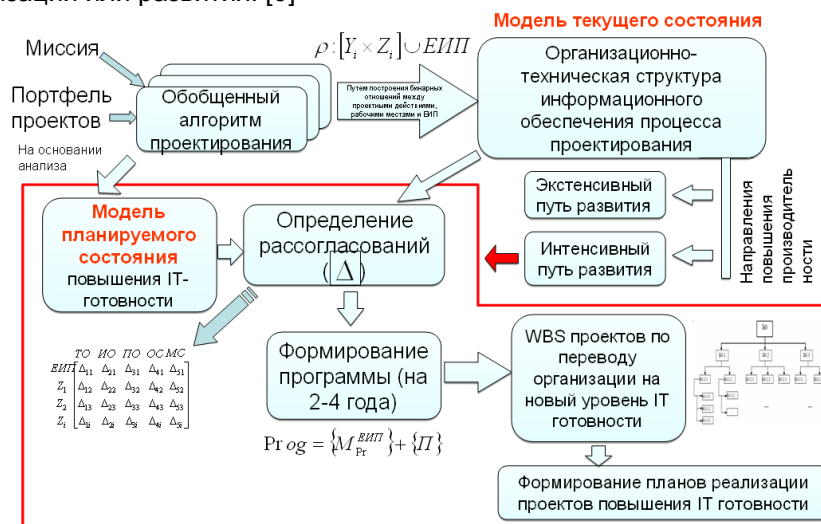 изации или развития. [6]
Модель текущего состояния
Миссия
ρ:[Y_i × Z_i] ∪ ЕИП
Портфель
проектов
Обобщенный
алгоритм
проектирования
Путем построения бинарных
отношений между
проектными действиями,
рабочими местами и ЕИП
Организационно-
техническая структура
информационного
обеспечения процесса
проектирования
На основании
анализа
Экстенсивный
путь развития
Интенсивный
путь развития
Направления
повышения
производитель
ности
Модель
планируемого
состояния
повышения IT-
готовности
Определение
рассогласований
( Δ )
ТО ИО ПО ОС МС
ЕИП Δ11 Δ21 Δ31 Δ41 Δ51
Z1 Δ12 Δ22 Δ32 Δ42 Δ52
Z2 Δ13 Δ23 Δ33 Δ43 Δ53
Zi Δ1i Δ2i Δ3i Δ4i Δ5i
Формирование
программы (на
2-4 года)
Pr og = {M_Pr^ЕИП} + {П}
WBS проектов по
переводу
организации на
новый уровень IT
готовности
Формирование планов реализации
проектов повышения IT готовности